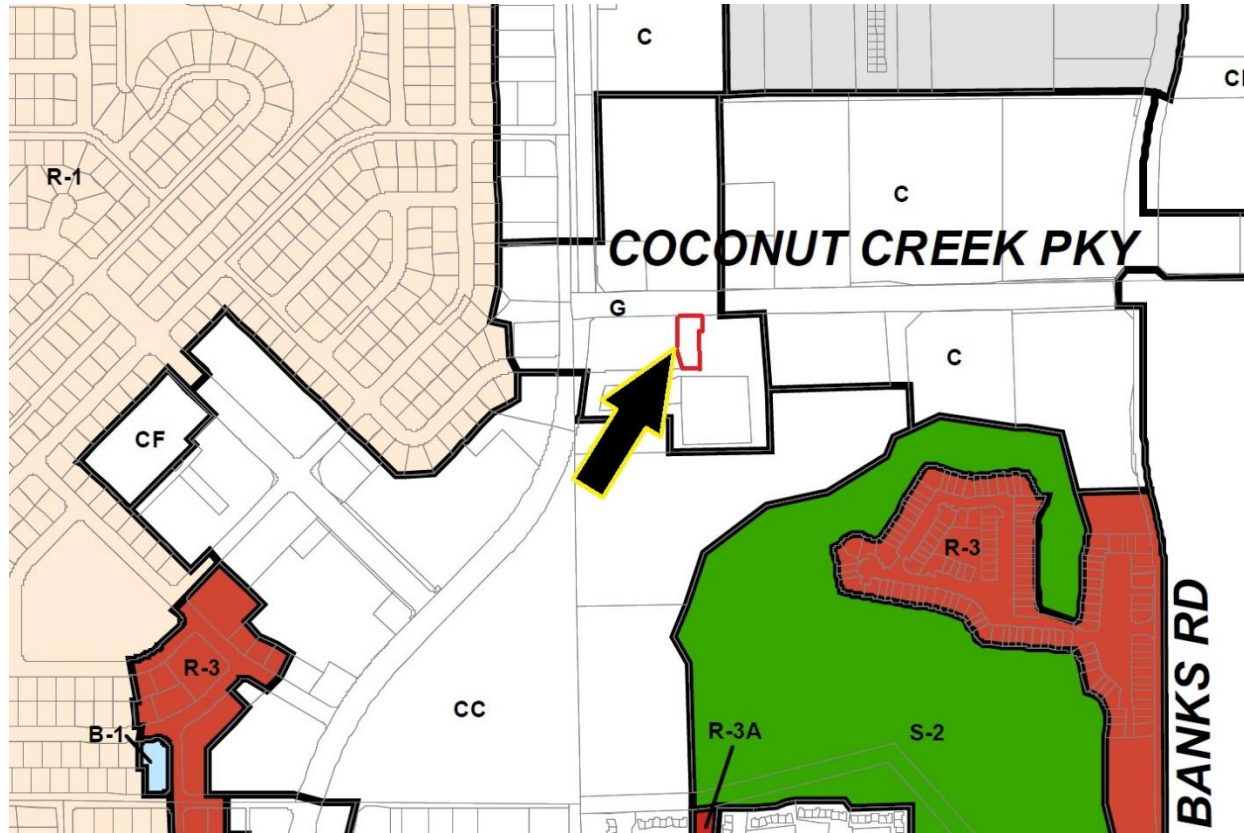 C
CI
R-1
C
COCONUT CREEK PKY
G
C
CF
R-3
R-3
BANKS RD
CC
B-1
R-3A
S-2